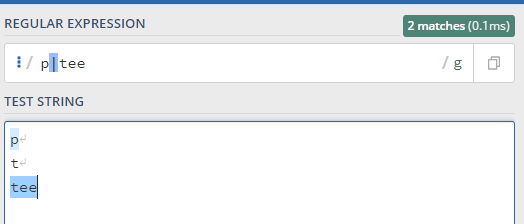 REGULAR EXPRESSION
2 matches (0.1ms)
/ p|tee / g
TEST STRING
p
t
tee